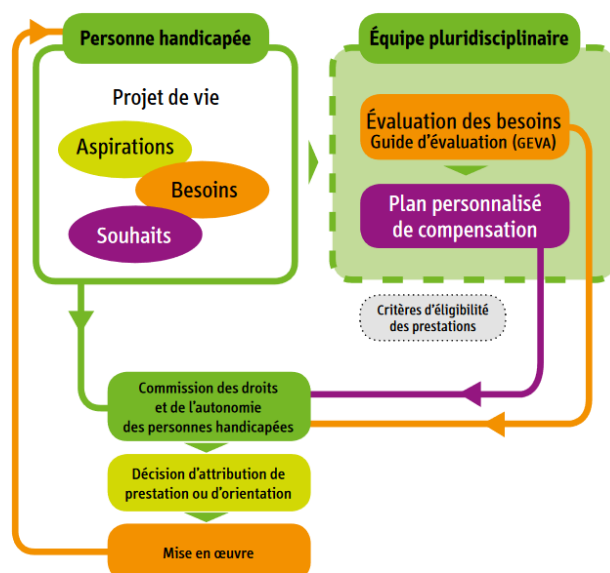 Personne handicapée
Projet de vie
Aspirations
Besoins
Souhaits
Équipe pluridisciplinaire
Évaluation des besoins
Guide d'évaluation (GEVA)
Plan personnalisé
de compensation
Critères d'éligibilité
des prestations
Commission des droits
et de l'autonomie
des personnes handicapées
Décision d'attribution de
prestation ou d'orientation
Mise en œuvre